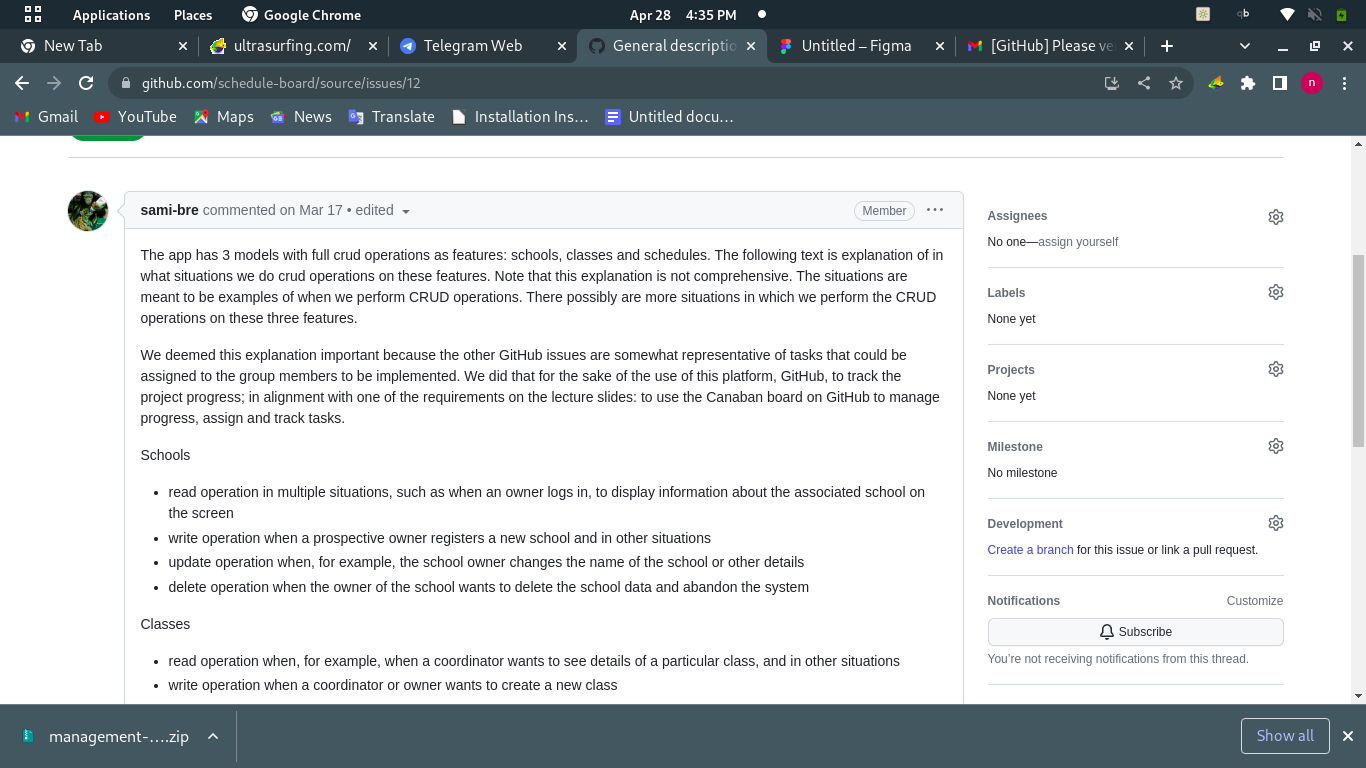 Applications Places Google Chrome Apr 28 4:35 PM qb
New Tab ultrasurfing.com/ Telegram Web General descriptio Untitled – Figma [GitHub] Please ve
github.com/schedule-board/source/issues/12 n
Gmail YouTube Maps News Translate Installation Ins… Untitled docu…
sami-bre commented on Mar 17 • edited Member
The app has 3 models with full crud operations as features: schools, classes and schedules. The following text is explanation of in
what situations we do crud operations on these features. Note that this explanation is not comprehensive. The situations are
meant to be examples of when we perform CRUD operations. There possibly are more situations in which we perform the CRUD
operations on these three features.
We deemed this explanation important because the other GitHub issues are somewhat representative of tasks that could be
assigned to the group members to be implemented. We did that for the sake of the use of this platform, GitHub, to track the
project progress; in alignment with one of the requirements on the lecture slides: to use the Canaban board on GitHub to manage
progress, assign and track tasks.
Schools
• read operation in multiple situations, such as when an owner logs in, to display information about the associated school on
the screen
• write operation when a prospective owner registers a new school and in other situations
• update operation when, for example, the school owner changes the name of the school or other details
• delete operation when the owner of the school wants to delete the school data and abandon the system
Classes
• read operation when, for example, when a coordinator wants to see details of a particular class, and in other situations
• write operation when a coordinator or owner wants to create a new class
Assignees
No one—assign yourself
Labels
None yet
Projects
None yet
Milestone
No milestone
Development
Create a branch for this issue or link a pull request.
Notifications Customize
Subscribe
You're not receiving notifications from this thread.
management-….zip Show all